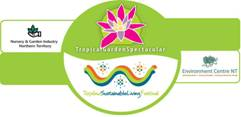 Nursery & Garden Industry
Northern Territory
TropicalGardenSpectacular
Environment Centre NT
TropicalSustainableLivingFestival